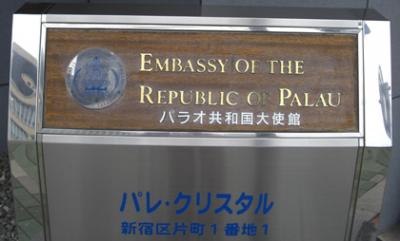 EMBASSY OF THE
REPUBLIC OF PALAU
パラオ共和国大使館
パレ・クリスタル
新宿区片町1番地1